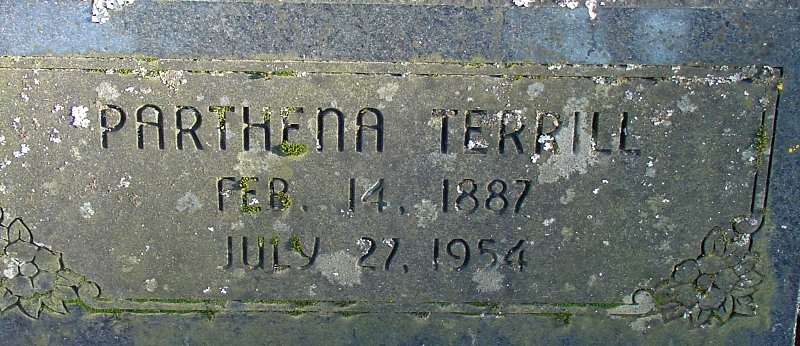 PARTHENA TERRILL
FEB. 14, 1887
JULY 27, 1954